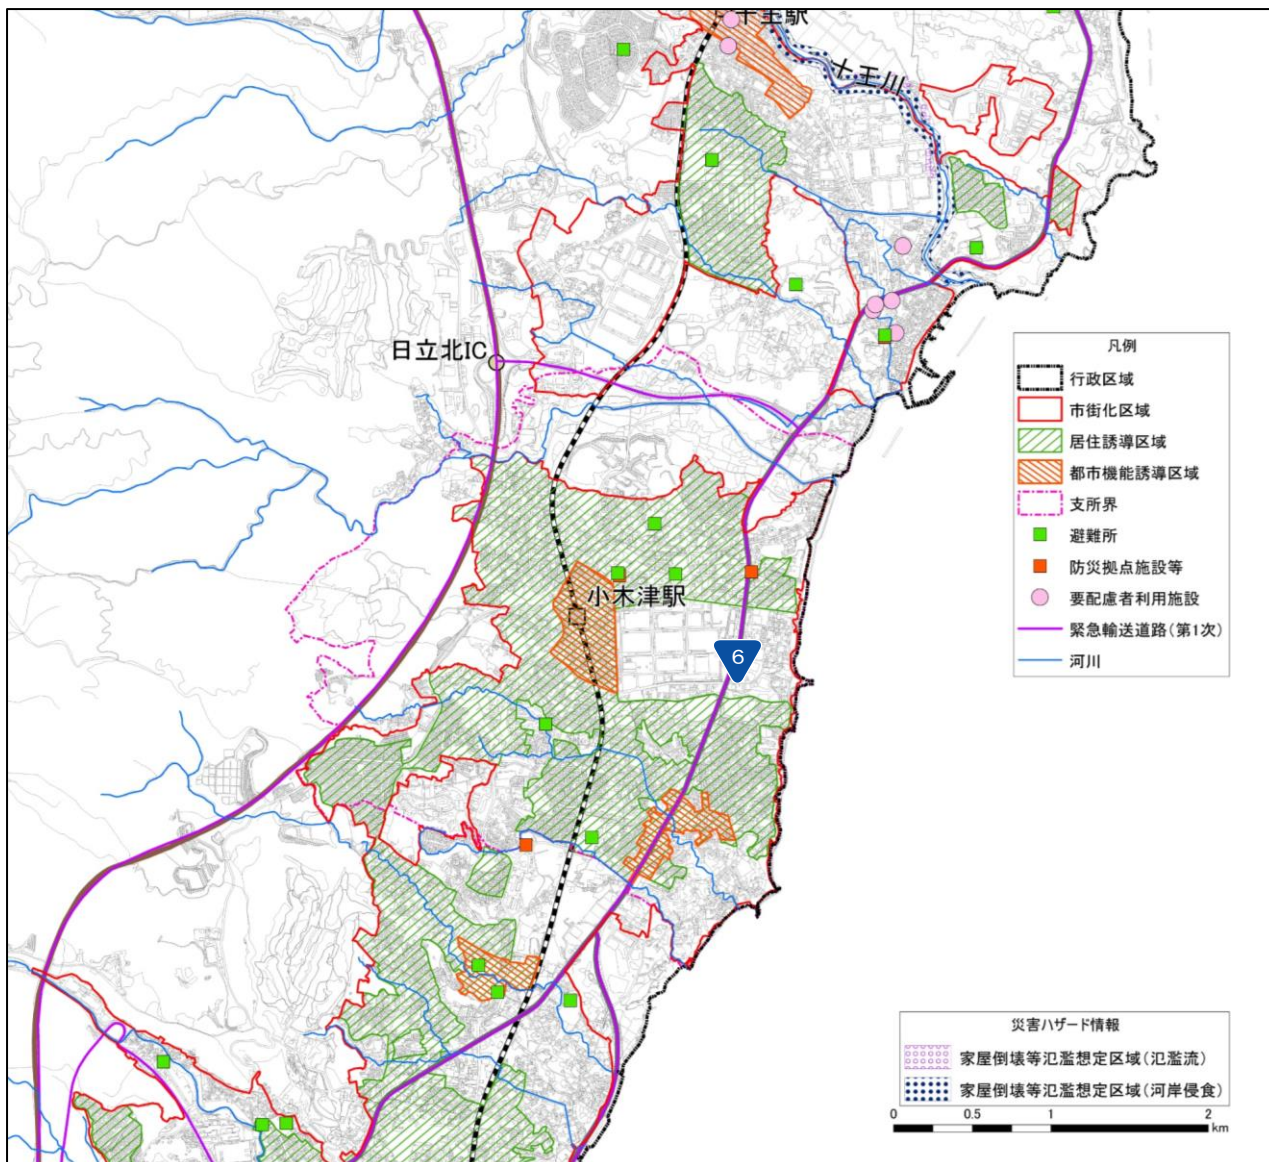 十王駅
十王川
日立北IC
小木津駅
6
凡例
行政区域
市街化区域
居住誘導区域
都市機能誘導区域
支所界
避難所
防災拠点施設等
要配慮者利用施設
緊急輸送道路(第1次)
河川
災害ハザード情報
家屋倒壊等氾濫想定区域(氾濫流)
家屋倒壊等氾濫想定区域(河岸侵食)
0 0.5 1 2
km